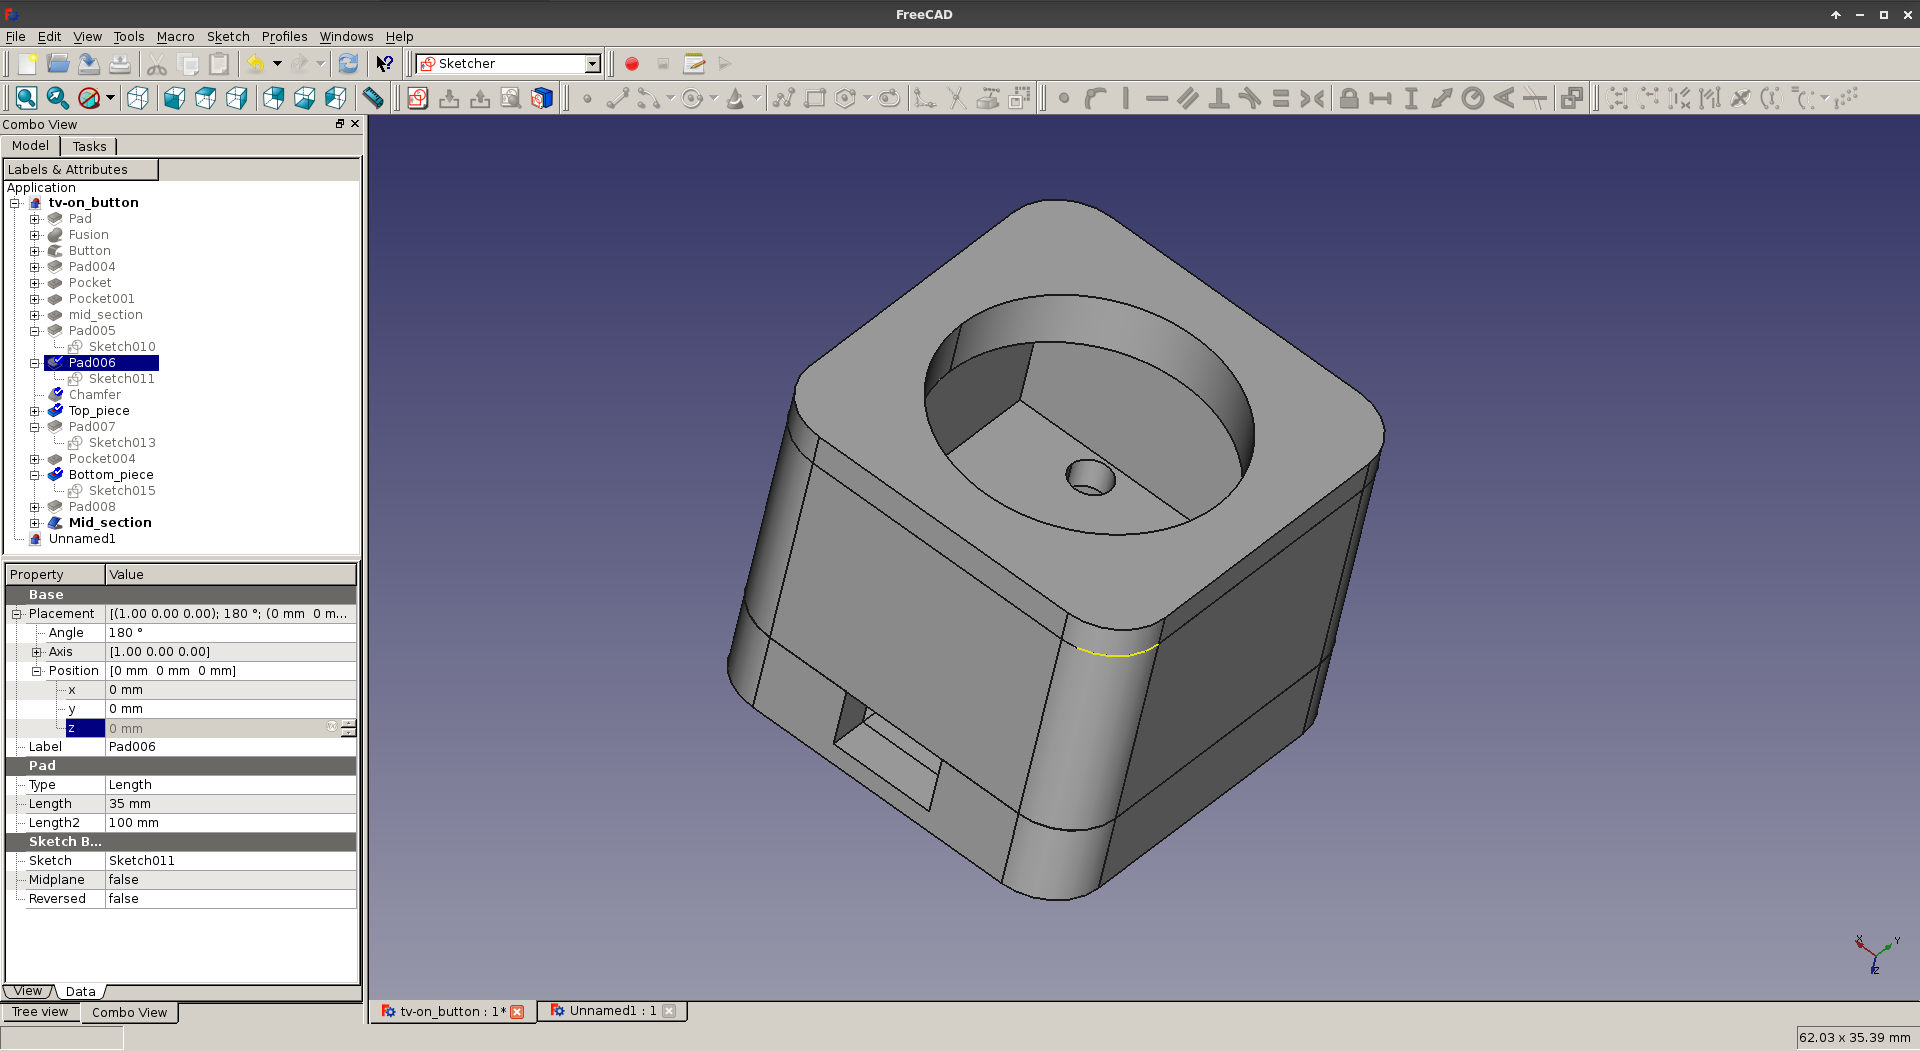 FreeCAD
File Edit View Tools Macro Sketch Profiles Windows Help
Sketcher
Combo View
Model Tasks
Labels & Attributes
Application
tv-on_button
Pad
Fusion
Button
Pad004
Pocket
Pocket001
mid_section
Pad005
Sketch010
Pad006
Sketch011
Chamfer
Top_piece
Pad007
Sketch013
Pocket004
Bottom_piece
Sketch015
Pad008
Mid_section
Unnamed1
Property Value
Base
Placement [(1.00 0.00 0.00); 180 °; (0 mm 0 m...
Angle 180 °
Axis [1.00 0.00 0.00]
Position [0 mm 0 mm 0 mm]
x 0 mm
y 0 mm
z 0 mm
Label Pad006
Pad
Type Length
Length 35 mm
Length2 100 mm
Sketch B...
Sketch Sketch011
Midplane false
Reversed false
X Y
Z
View Data
Tree view Combo View
tv-on_button : 1* Unnamed1 : 1
62.03 x 35.39 mm